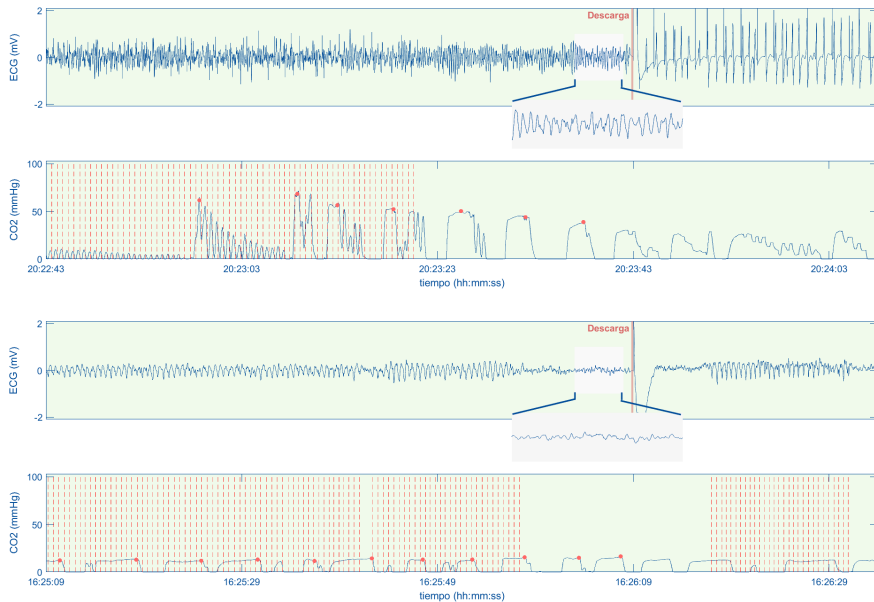 2
Descarga
ECG (mV)
0
-2
100
CO2 (mmHg)
50
0
20:22:43 20:23:03 20:23:23 20:23:43 20:24:03
tiempo (hh:mm:ss)
2
Descarga
ECG (mV)
0
-2
100
CO2 (mmHg)
50
0
16:25:09 16:25:29 16:25:49 16:26:09 16:26:29
tiempo (hh:mm:ss)